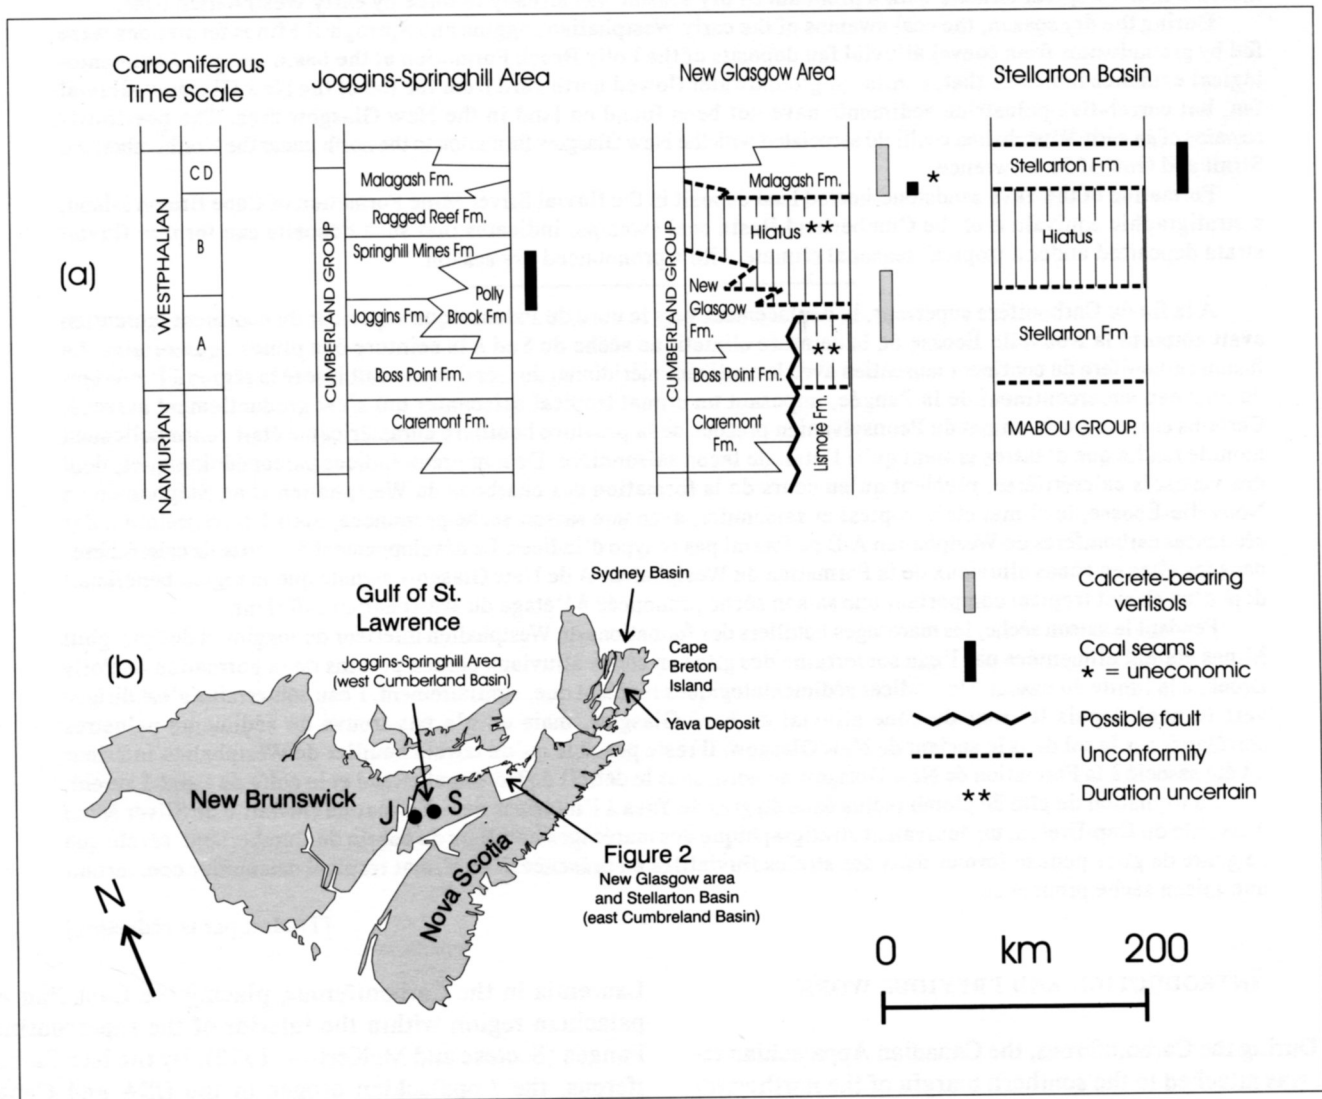 Carboniferous
Time Scale
Joggins-Springhill Area
New Glasgow Area
Stellarton Basin
(a)
NAMURIAN
WESTPHALIAN
C D
B
A
CUMBERLAND GROUP
Malagash Fm.
Ragged Reef Fm.
Springhill Mines Fm
Polly
Brook Fm
Joggins Fm.
Boss Point Fm.
Claremont Fm.
CUMBERLAND GROUP
Malagash Fm.
*
Hiatus **
New
Glasgow
Fm.
**
Boss Point Fm.
Claremont
Fm.
Lismore Fm.
Stellarton Fm
Hiatus
Stellarton Fm
MABOU GROUP.
Calcrete-bearing
vertisols
Coal seams
* = uneconomic
Possible fault
Unconformity
** Duration uncertain
(b)
Gulf of St.
Lawrence
Joggins-Springhill Area
(west Cumberland Basin)
Sydney Basin
Cape
Breton
Island
Yava Deposit
New Brunswick
J
S
Nova Scotia
Figure 2
New Glasgow area
and Stellarton Basin
(east Cumbreland Basin)
N
0 km 200